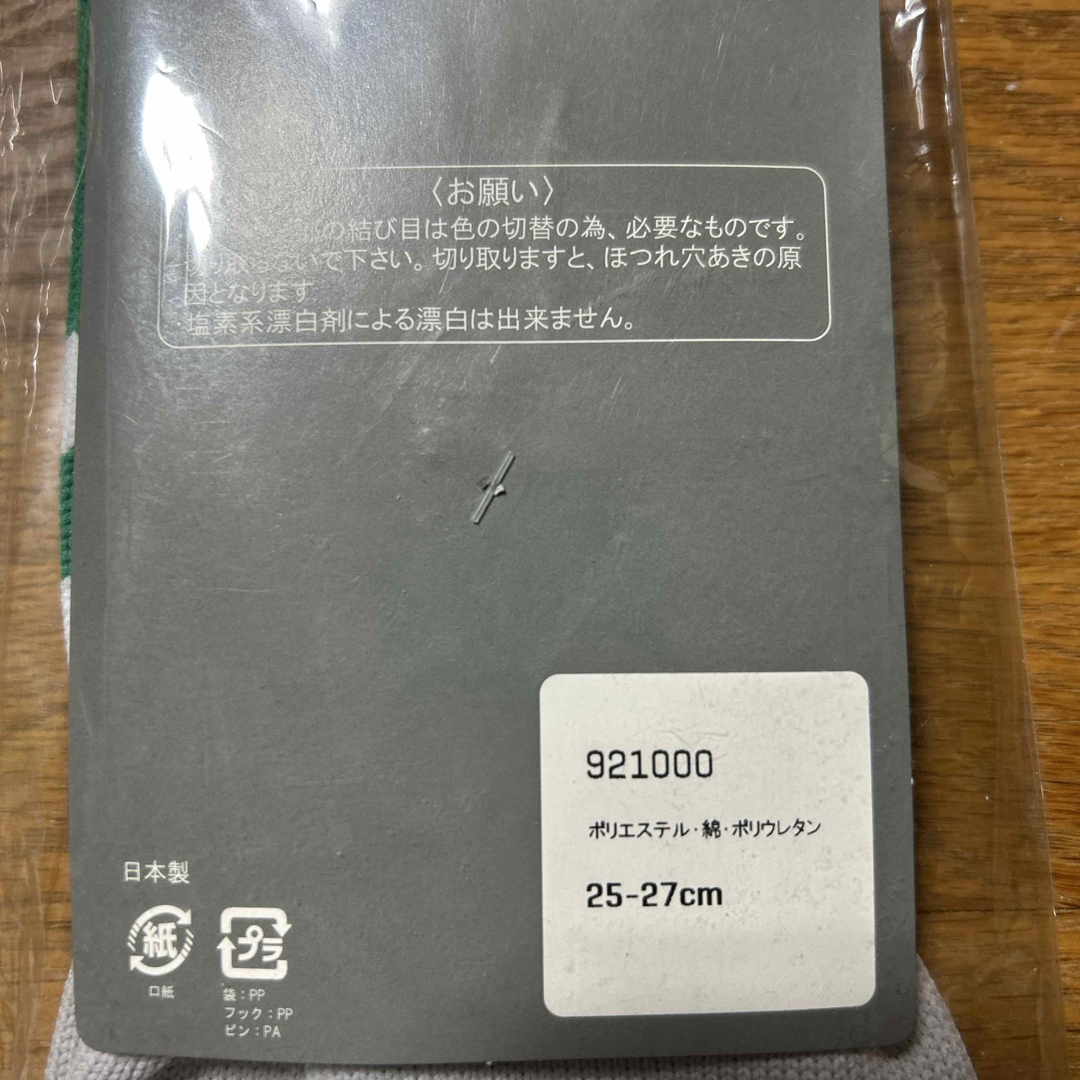 〈お願い〉
の結び目は色の切替の為、必要なものです。
いで下さい。切り取りますと、ほつれ穴あきの原
因となります
塩素系漂白剤による漂白は出来ません。
921000
ポリエステル・綿・ポリウレタン
25-27cm
日本製
紙
プラ
口紙
袋：PP
フック：PP
ピン：PA